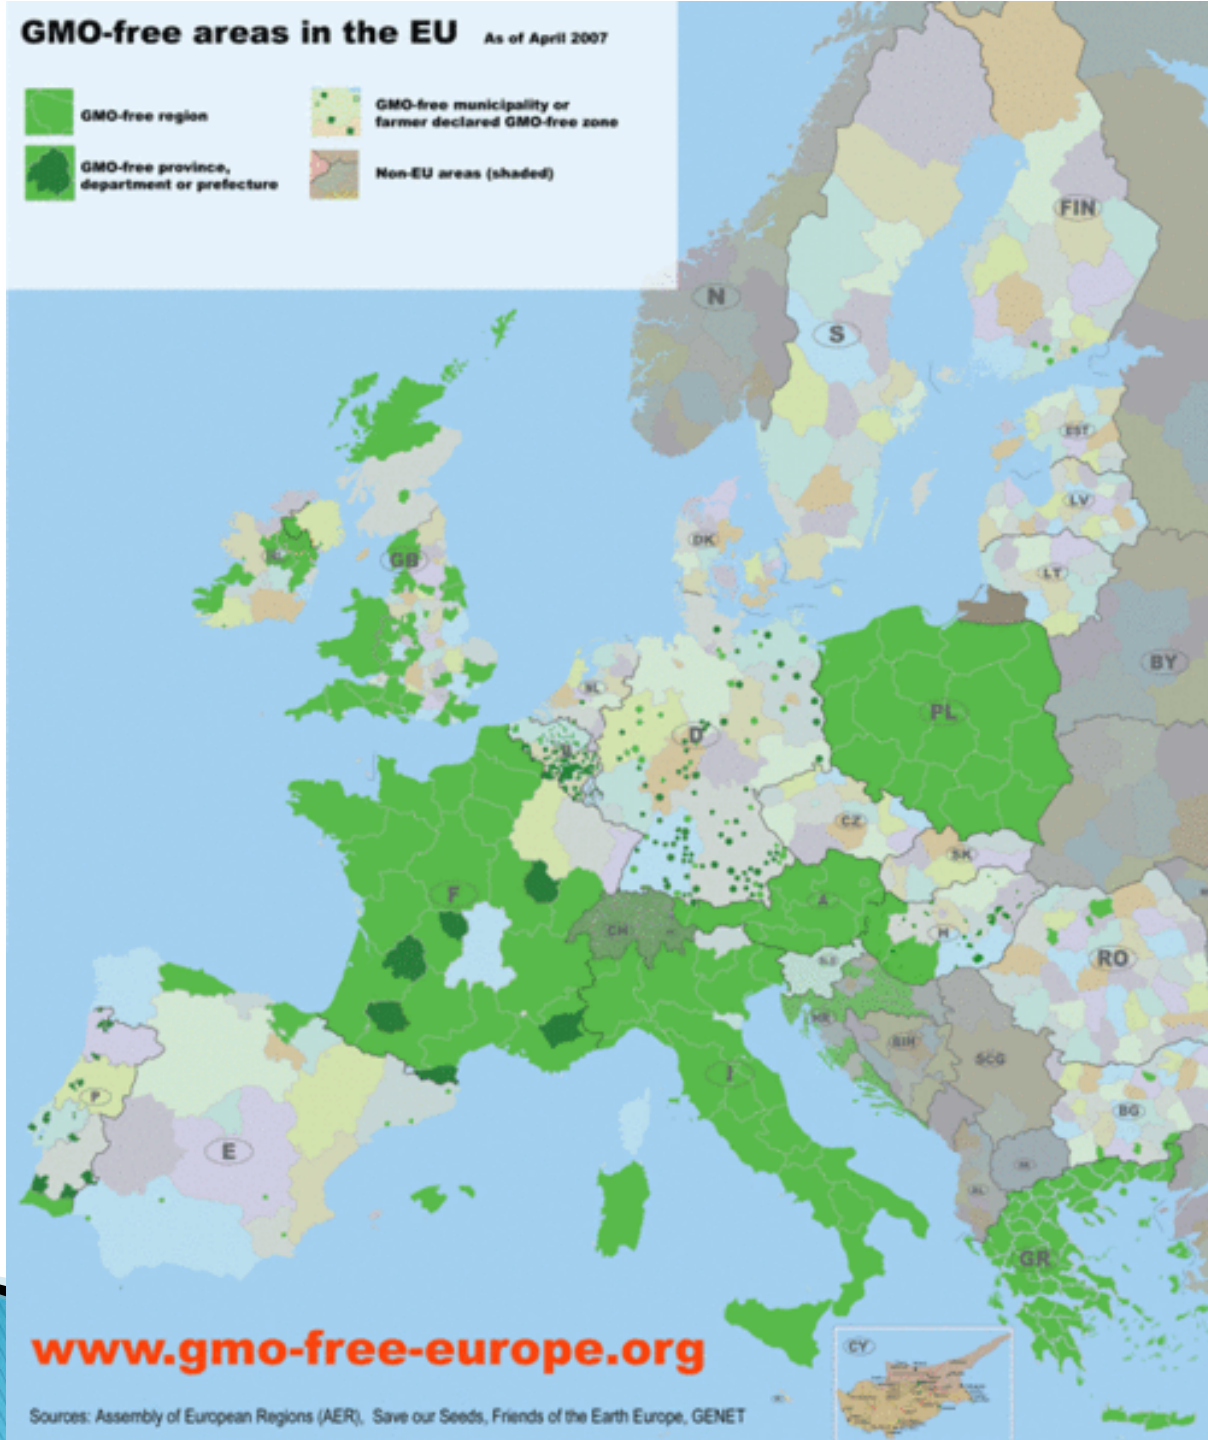 GMO-free areas in the EU As of April 2007
GMO-free region
GMO-free municipality or
farmer declared GMO-free zone
GMO-free province,
department or prefecture
Non-EU areas (shaded)
FIN
N
S
EST
LV
DK
LT
GB
BY
NL
PL
D
CZ
SK
F
A
CH
H
RO
SLO
HR
BIH
SCG
I
P
BG
E
AL
GR
CY
www.gmo-free-europe.org
Sources: Assembly of European Regions (AER), Save our Seeds, Friends of the Earth Europe, GENET